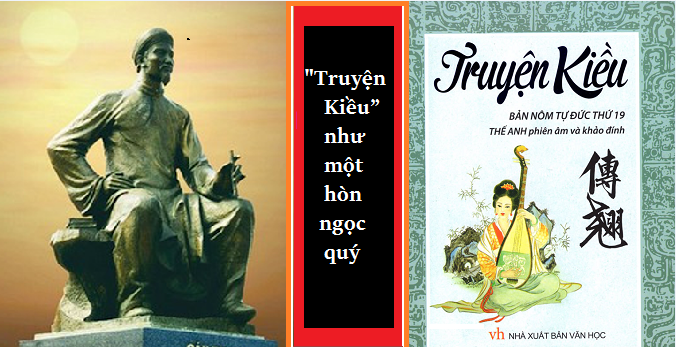 "Truyện
Kiều”
như
một
hòn
ngọc
quý
Truyện Kiều
BẢN NÔM TỰ ĐỨC THỨ 19
THẾ ANH phiên âm và khảo đính
傳
翹
vh NHÀ XUẤT BẢN VĂN HỌC